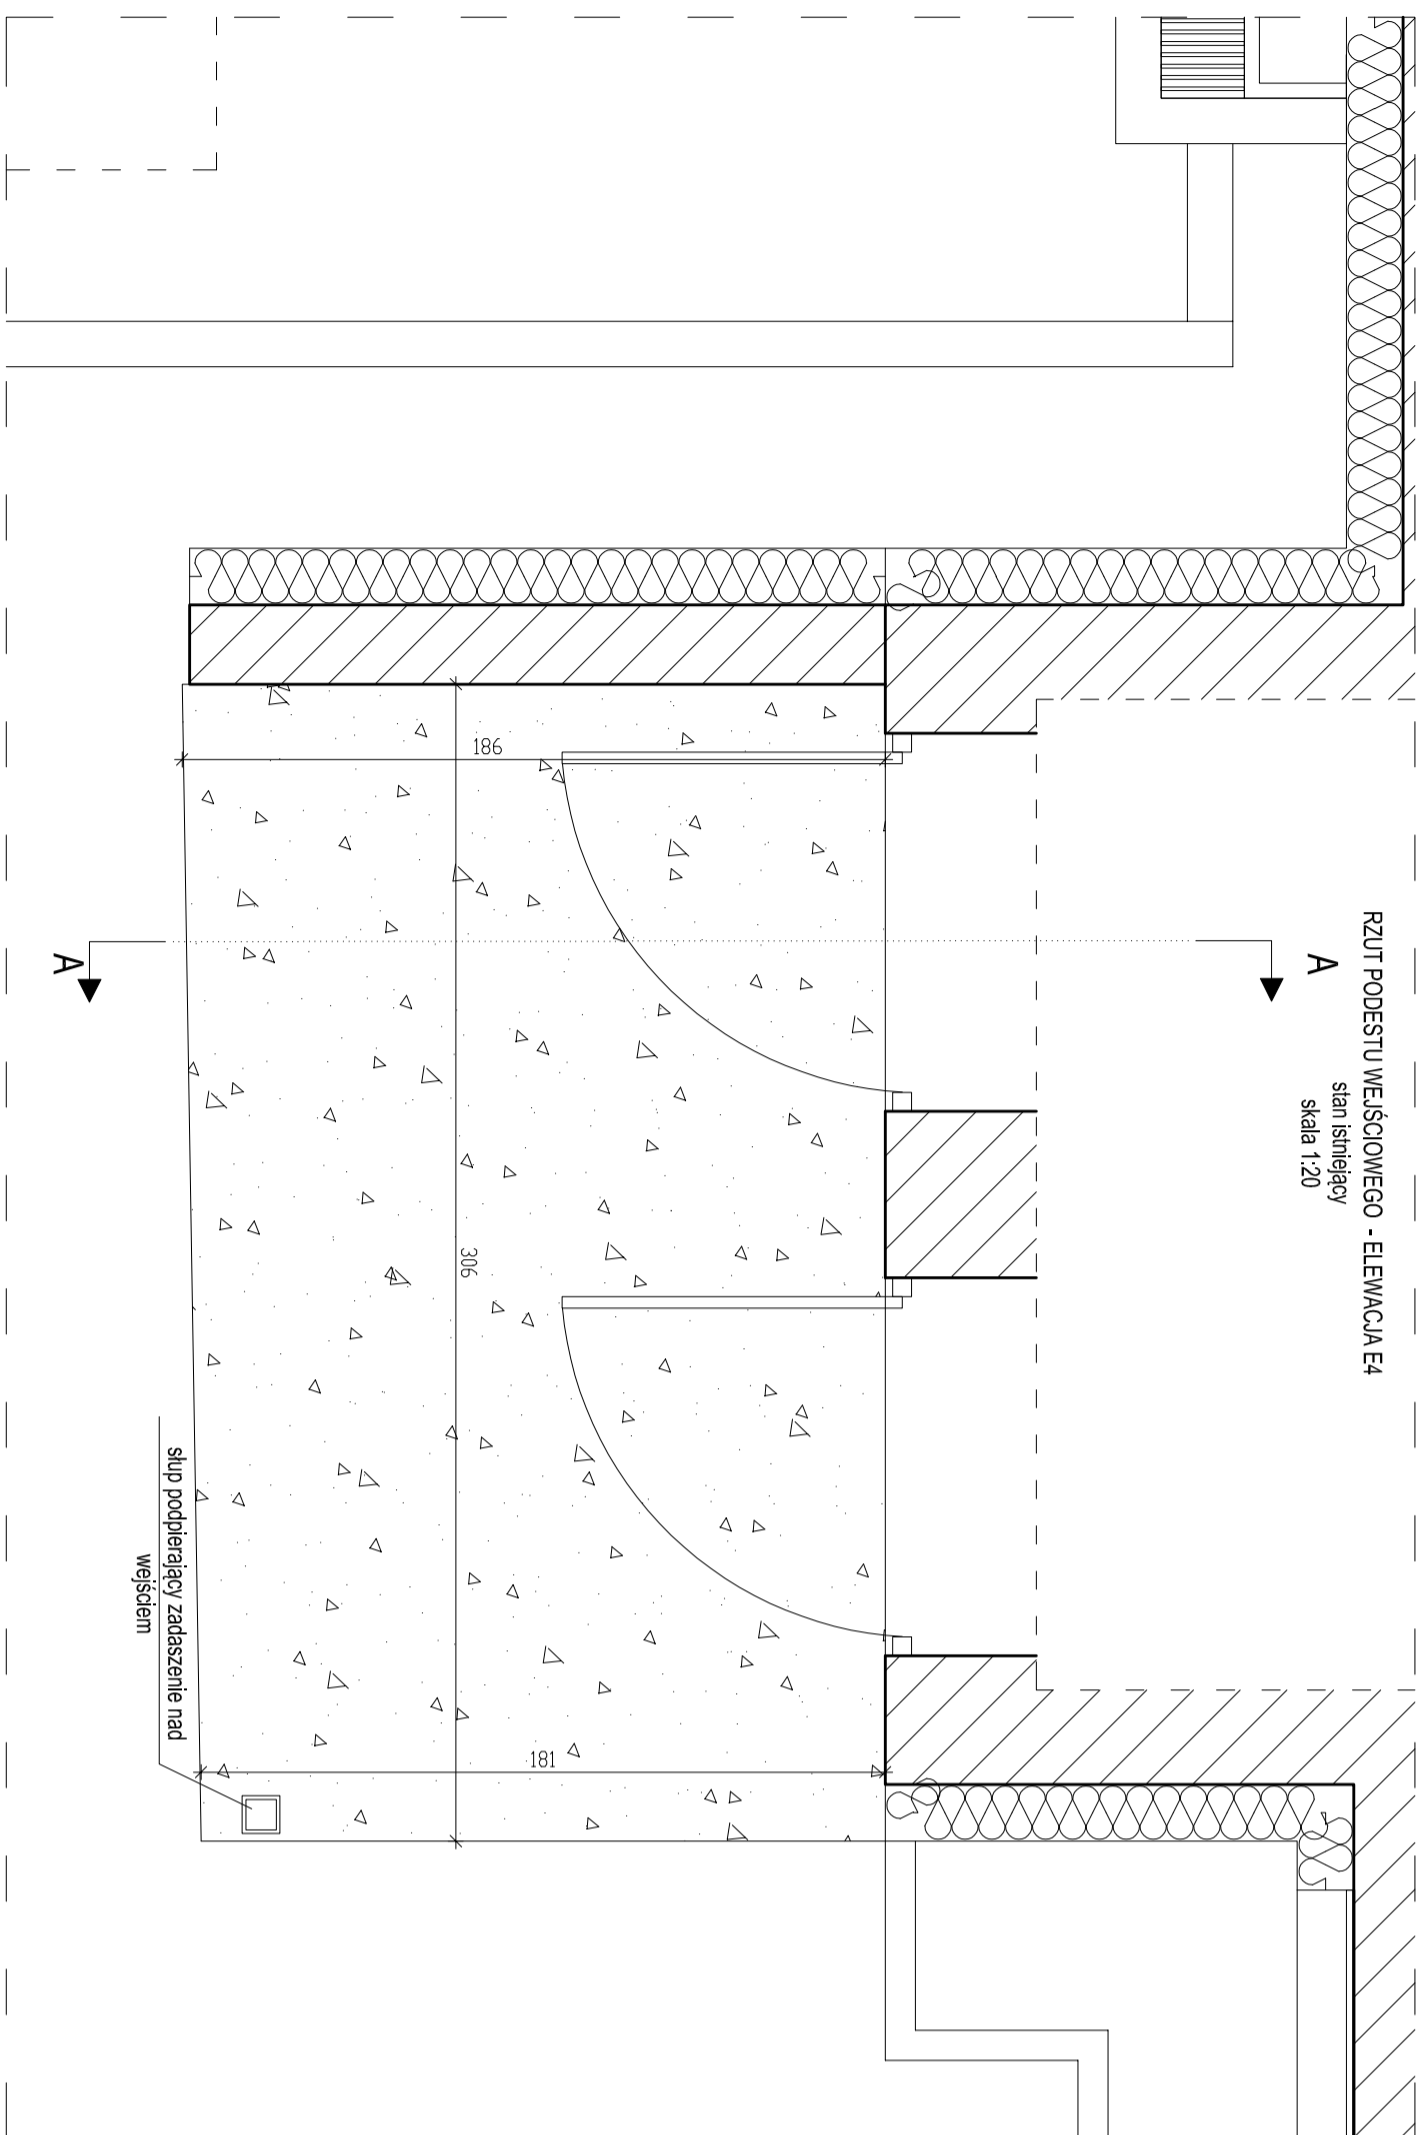 RZUT PODESTU WEJŚCIOWEGO - ELEWACJA E4
stan istniejący
skala 1:20
A
A
186
306
181
słup podpierający zadaszenie nad
wejściem